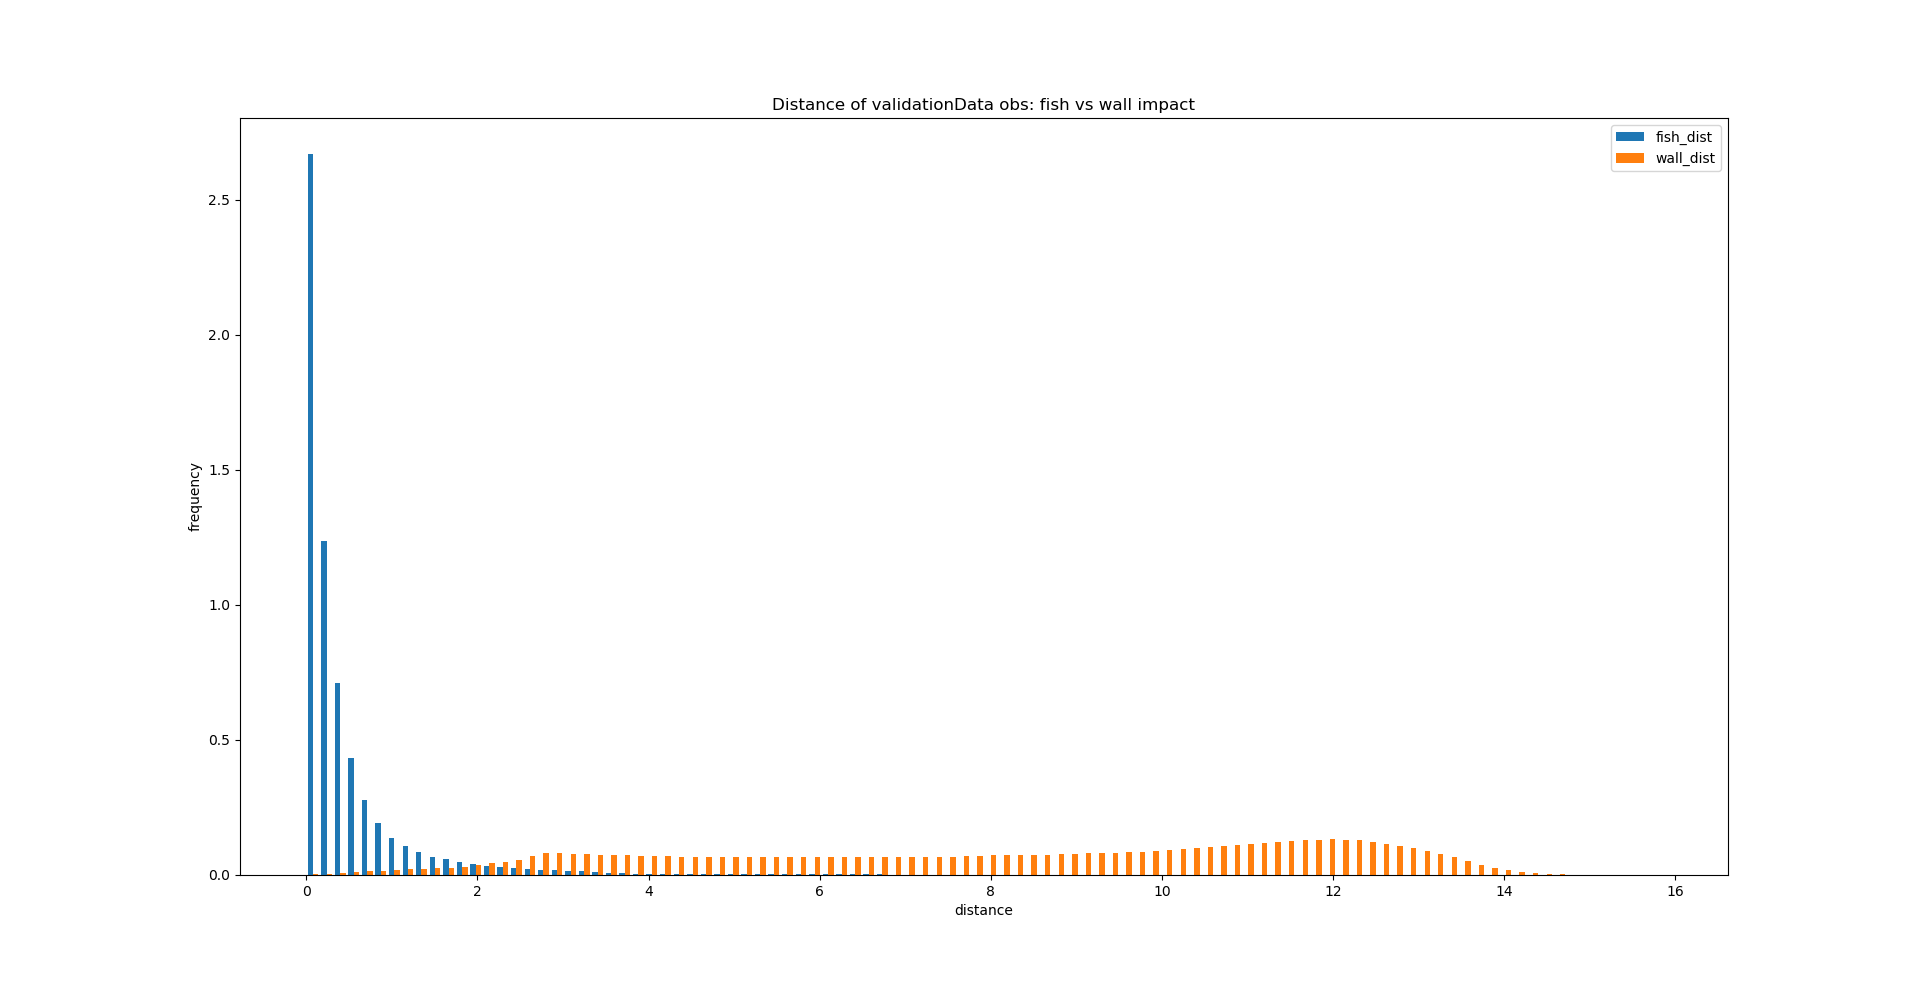 Distance of validationData obs: fish vs wall impact
fish_dist
wall_dist
2.5
2.0
1.5
1.0
0.5
0.0
frequency
0 2 4 6 8 10 12 14 16
distance